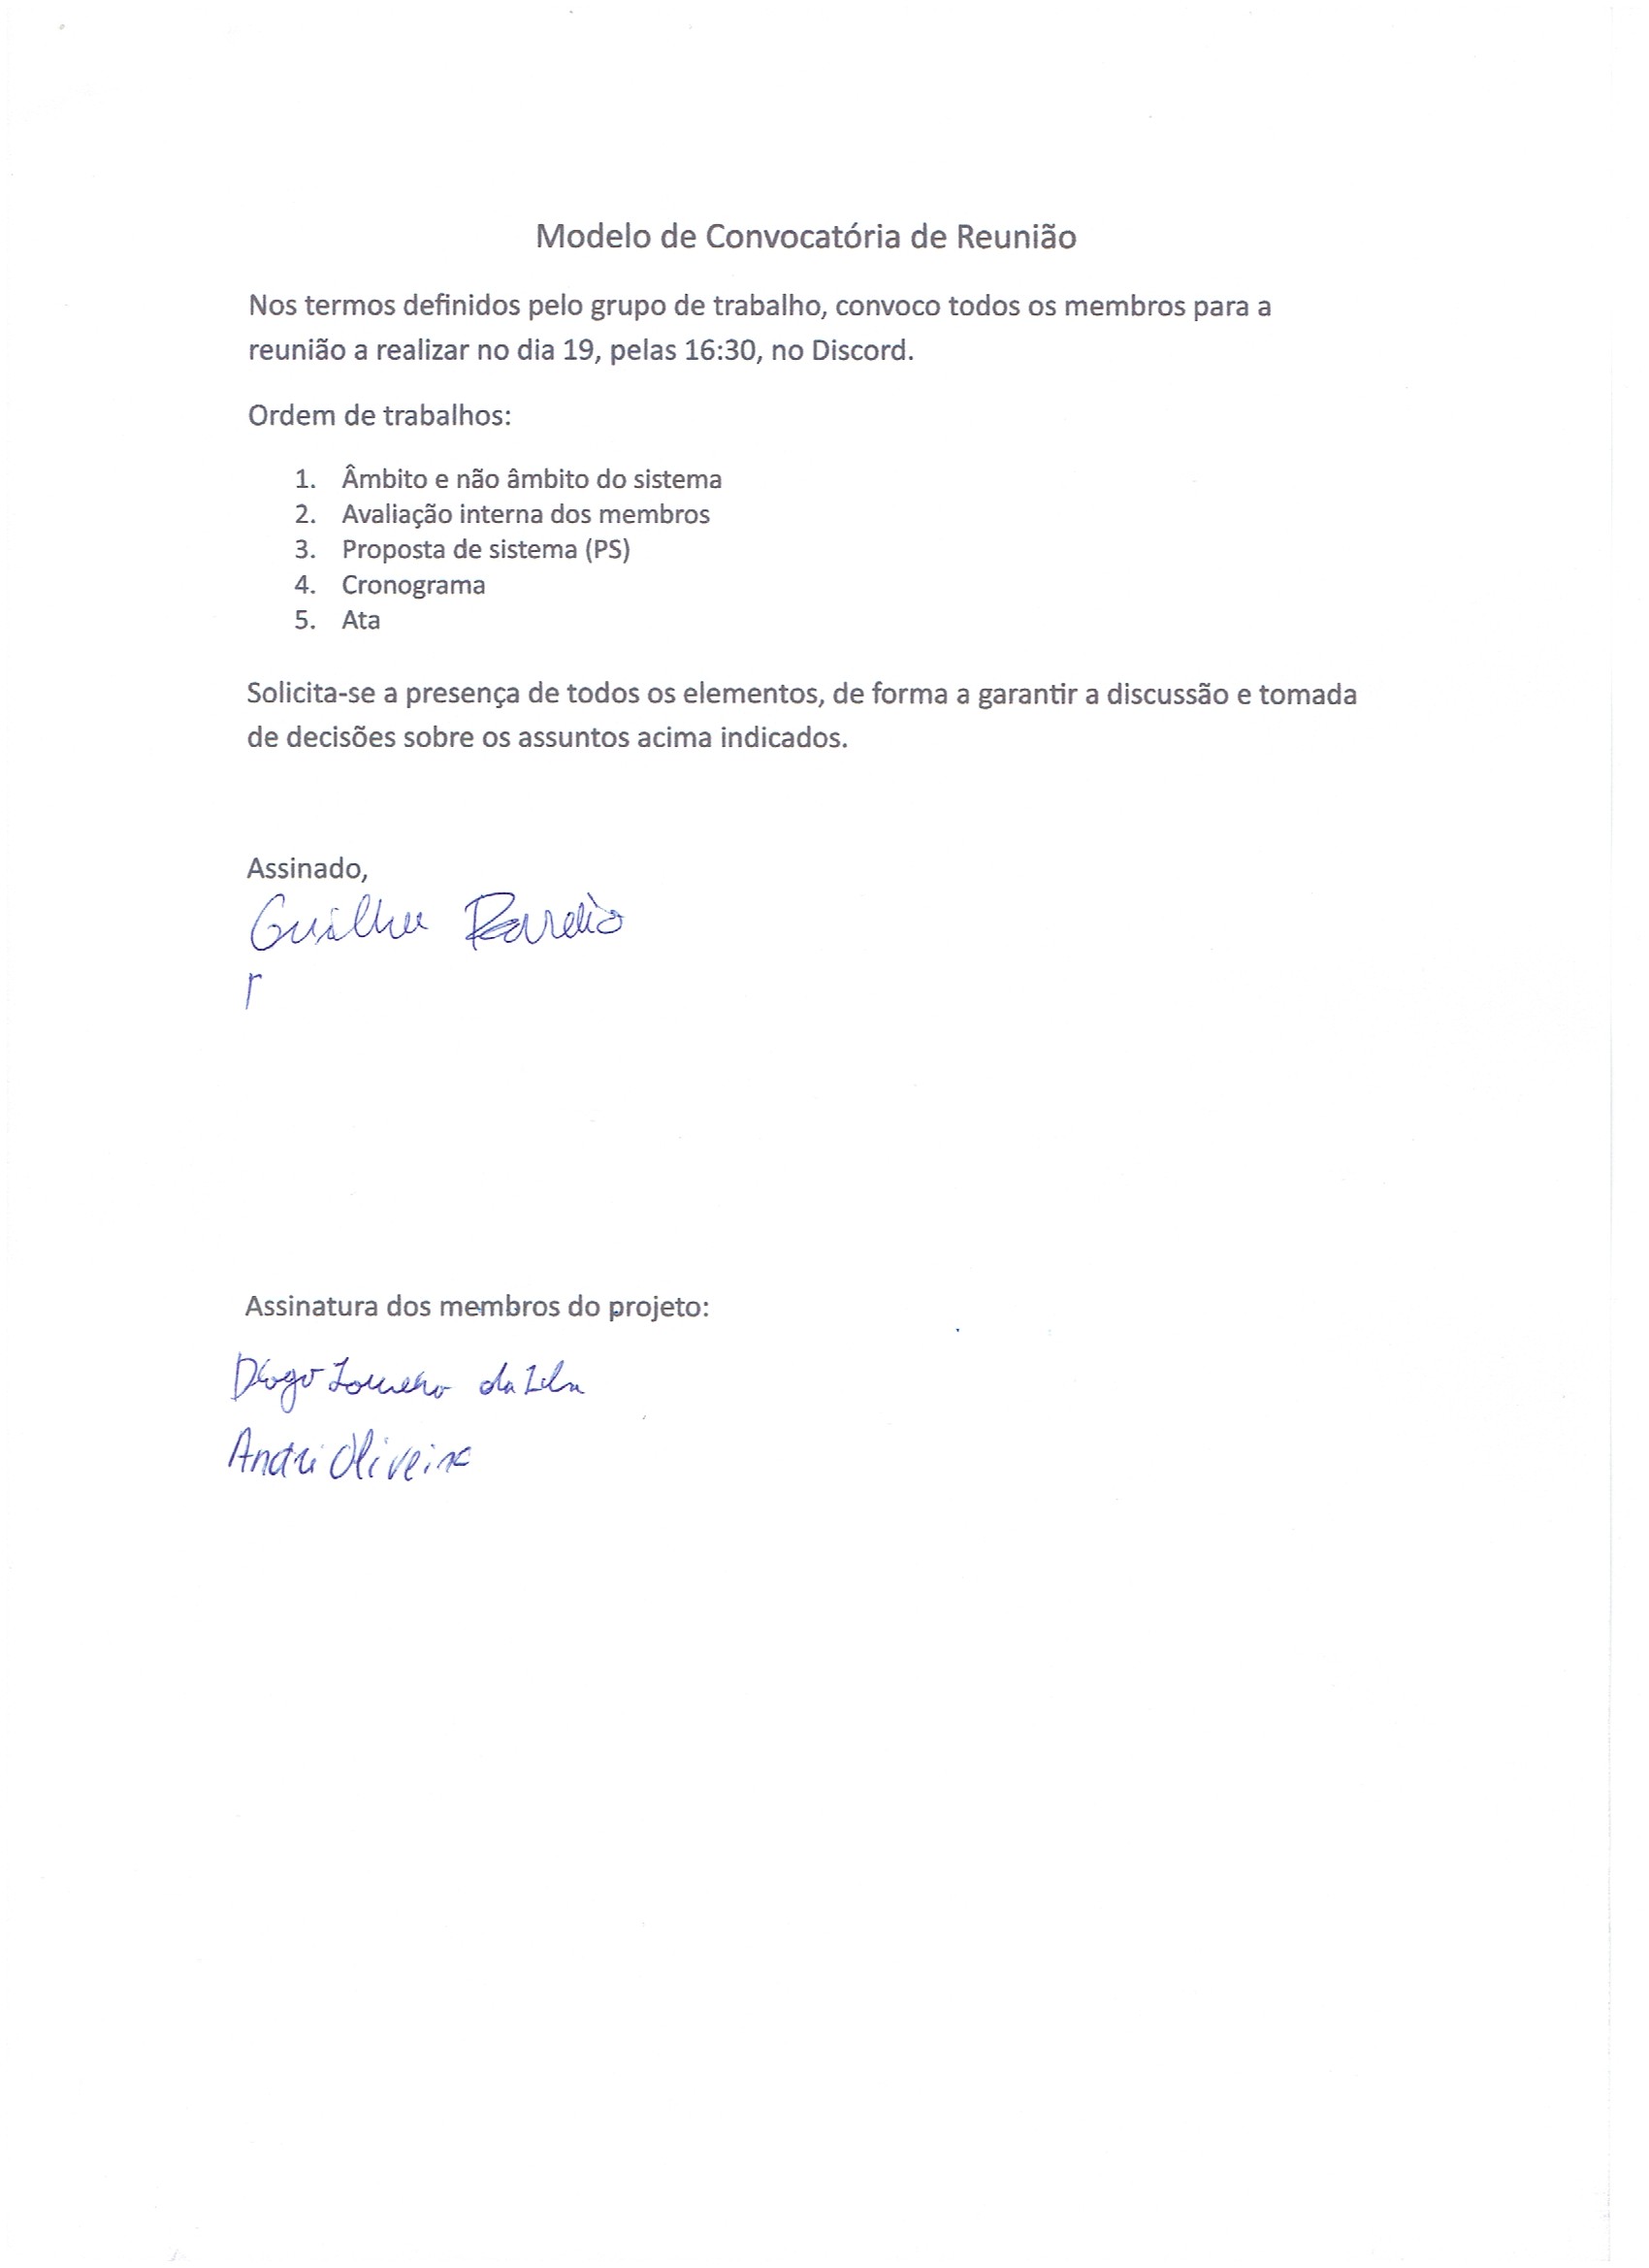 Modelo de Convocatória de Reunião
Nos termos definidos pelo grupo de trabalho, convoco todos os membros para a
reunião a realizar no dia 19, pelas 16:30, no Discord.
Ordem de trabalhos:
1. Âmbito e não âmbito do sistema
2. Avaliação interna dos membros
3. Proposta de sistema (PS)
4. Cronograma
5. Ata
Solicita-se a presença de todos os elementos, de forma a garantir a discussão e tomada
de decisões sobre os assuntos acima indicados.
Assinado,
Assinatura dos membros do projeto:
Diogo da
André Oliveira